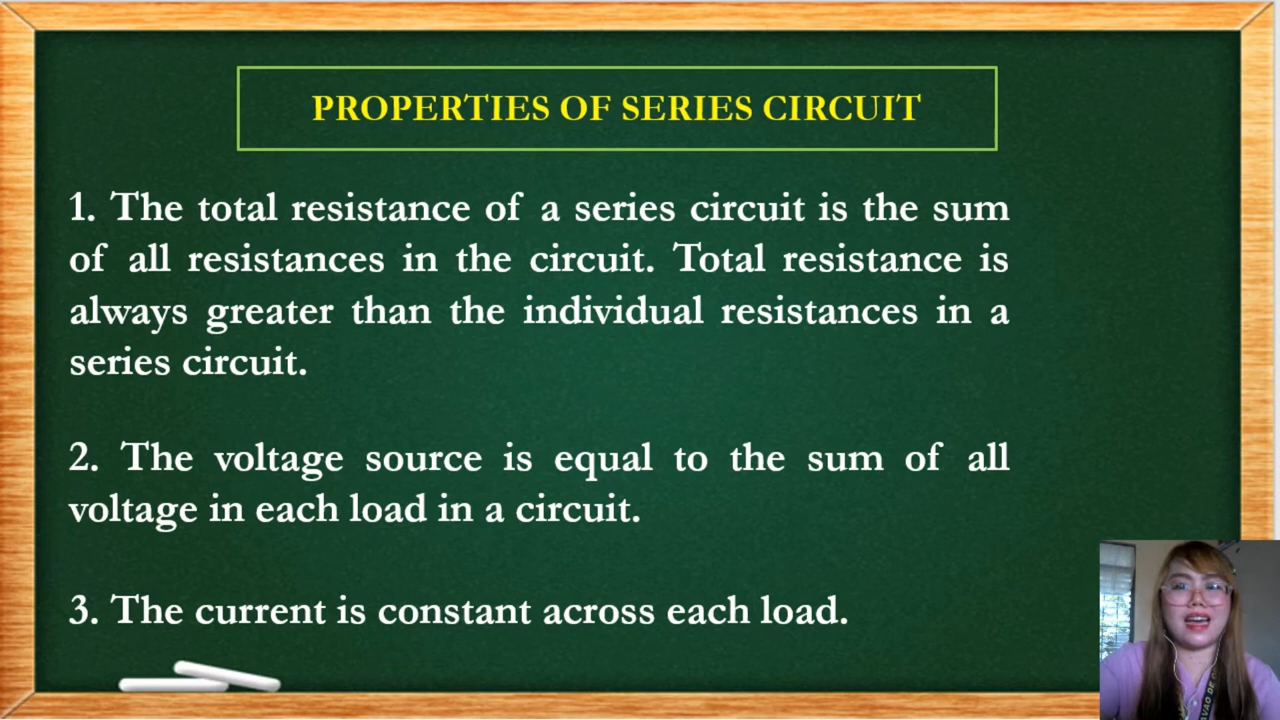 PROPERTIES OF SERIES CIRCUIT
1. The total resistance of a series circuit is the sum
of all resistances in the circuit. Total resistance is
always greater than the individual resistances in a
series circuit.
2. The voltage source is equal to the sum of all
voltage in each load in a circuit.
3. The current is constant across each load.